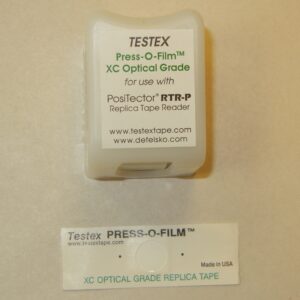 TESTEX
Press-O-Film™
XC Optical Grade
for use with
PosiTector® RTR-P
Replica Tape Reader
www.testextape.com
www.defelsko.com
Testex PRESS-O-FILM™
www.testextape.com
Made in USA
XC OPTICAL GRADE REPLICA TAPE